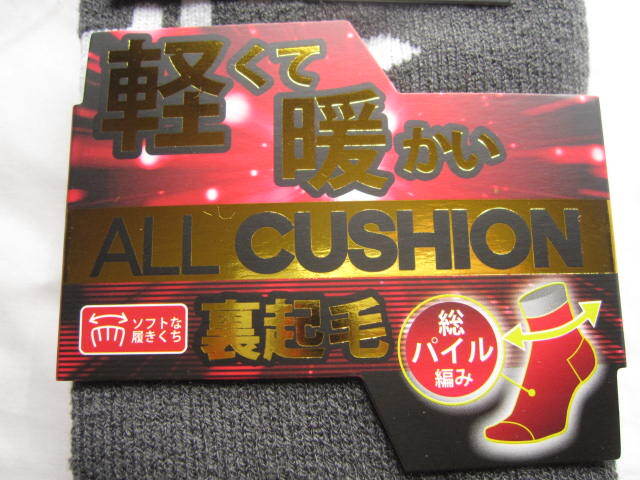 軽くて
暖かい
ALL CUSHION
ソフトな
履きくち
裏起毛
総
パイル
編み